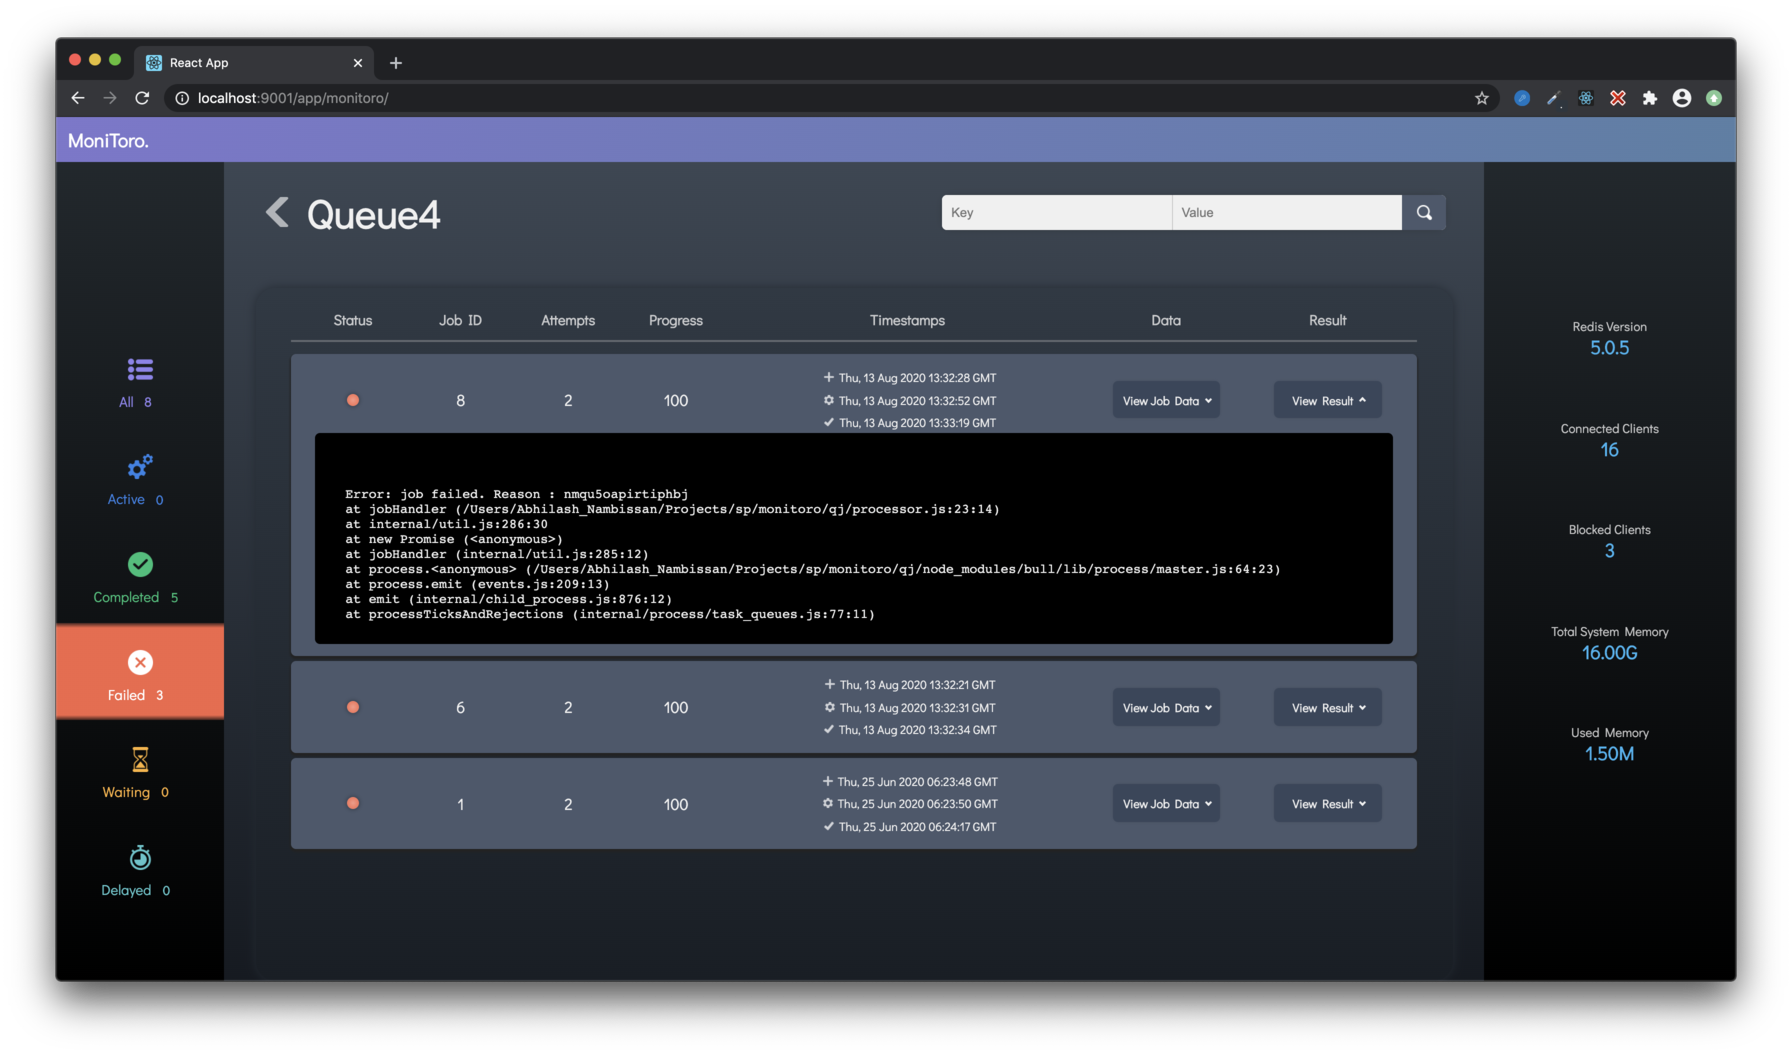 React App
localhost:9001/app/monitoro/
MoniToro.
Queue4
Key
Value
Status Job ID Attempts Progress Timestamps Data Result
All 8
Active 0
Completed 5
Failed 3
Waiting 0
Delayed 0
8 2 100
Thu, 13 Aug 2020 13:32:28 GMT
Thu, 13 Aug 2020 13:32:52 GMT
Thu, 13 Aug 2020 13:33:19 GMT
View Job Data
View Result
Error: job failed. Reason : nmqu5oapirtiphbj
at jobHandler (/Users/Abhilash_Nambissan/Projects/sp/monitoro/qj/processor.js:23:14)
at internal/util.js:286:30
at new Promise (<anonymous>)
at jobHandler (internal/util.js:285:12)
at process.<anonymous> (/Users/Abhilash_Nambissan/Projects/sp/monitoro/qj/node_modules/bull/lib/process/master.js:64:23)
at process.emit (events.js:209:13)
at emit (internal/child_process.js:876:12)
at processTicksAndRejections (internal/process/task_queues.js:77:11)
6 2 100
Thu, 13 Aug 2020 13:32:21 GMT
Thu, 13 Aug 2020 13:32:31 GMT
Thu, 13 Aug 2020 13:32:34 GMT
View Job Data
View Result
1 2 100
Thu, 25 Jun 2020 06:23:48 GMT
Thu, 25 Jun 2020 06:23:50 GMT
Thu, 25 Jun 2020 06:24:17 GMT
View Job Data
View Result
Redis Version
5.0.5
Connected Clients
16
Blocked Clients
3
Total System Memory
16.00G
Used Memory
1.50M